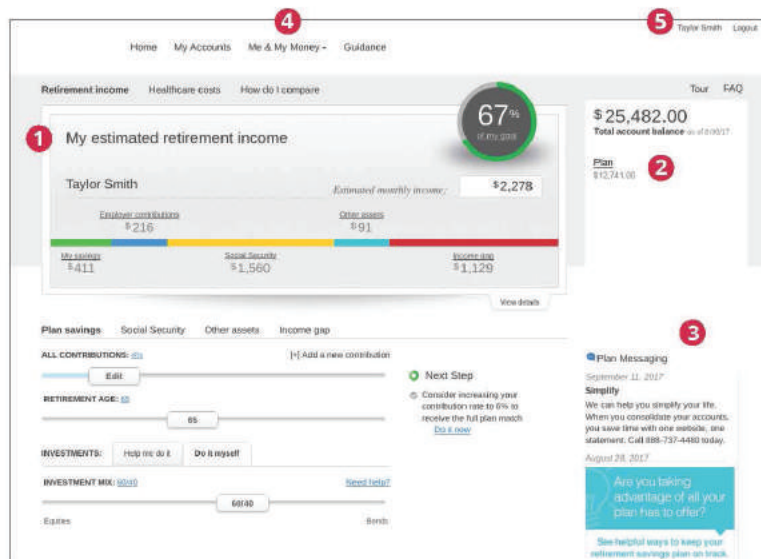 4
5
Taylor Smith Logout
Home My Accounts Me & My Money Guidance
Retirement income Healthcare costs How do I compare
Tour FAQ
1
My estimated retirement income
67%
of my goal
$25,482.00
Total account balance as of
Plan
$12,741.00
2
Taylor Smith
Estimated monthly income:
$2,278
Employer contributions
$216
Other assets
$91
My savings
$411
Social Security
$1,560
Income gap
$1,129
View details
Plan savings Social Security Other assets Income gap
ALL CONTRIBUTIONS:
[+] Add a new contribution
Edit
RETIREMENT AGE: 65
65
INVESTMENTS: Help me do it Do it myself
INVESTMENT MIX: 60/40 Need help?
60/40
Equities Bonds
Next Step
Consider increasing your
contribution rate to 6% to
receive the full plan match
Do it now
3
Plan Messaging
September 11, 2017
Simplify
We can help you simplify your life.
When you consolidate your accounts,
you save time with one website, one
statement. Call 888-737-4480 today.
August 29, 2017
Are you taking
advantage of all your
plan has to offer?
See helpful ways to keep your
retirement savings plan on track.